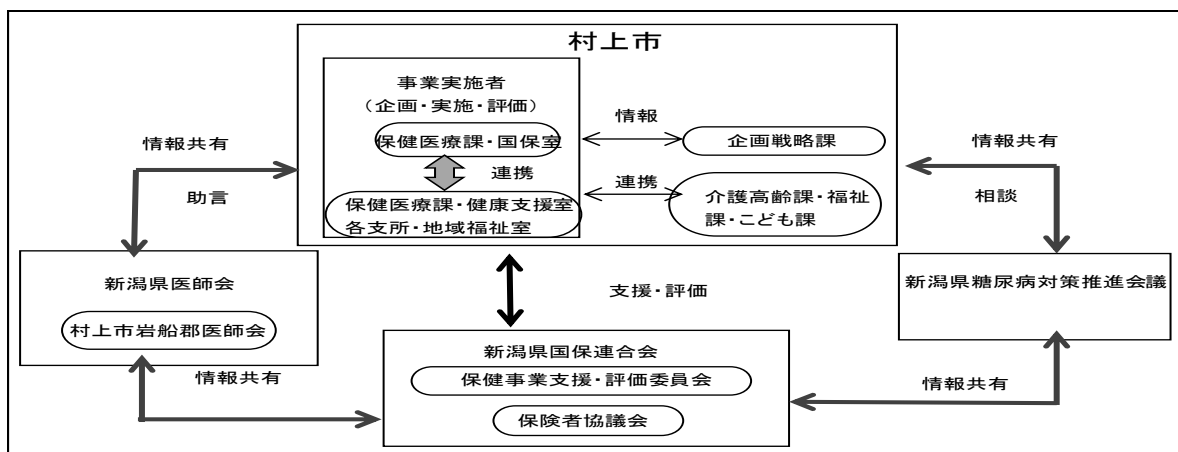 村上市
事業実施者
(企画・実施・評価)
保健医療課・国保室
連携
保健医療課・健康支援室
各支所・地域福祉室
情報
企画戦略課
連携
介護高齢課・福祉
課・こども課
情報共有
助言
情報共有
相談
新潟県医師会
村上市岩船郡医師会
支援・評価
新潟県糖尿病対策推進会議
情報共有
新潟県国保連合会
保健事業支援・評価委員会
保険者協議会
情報共有